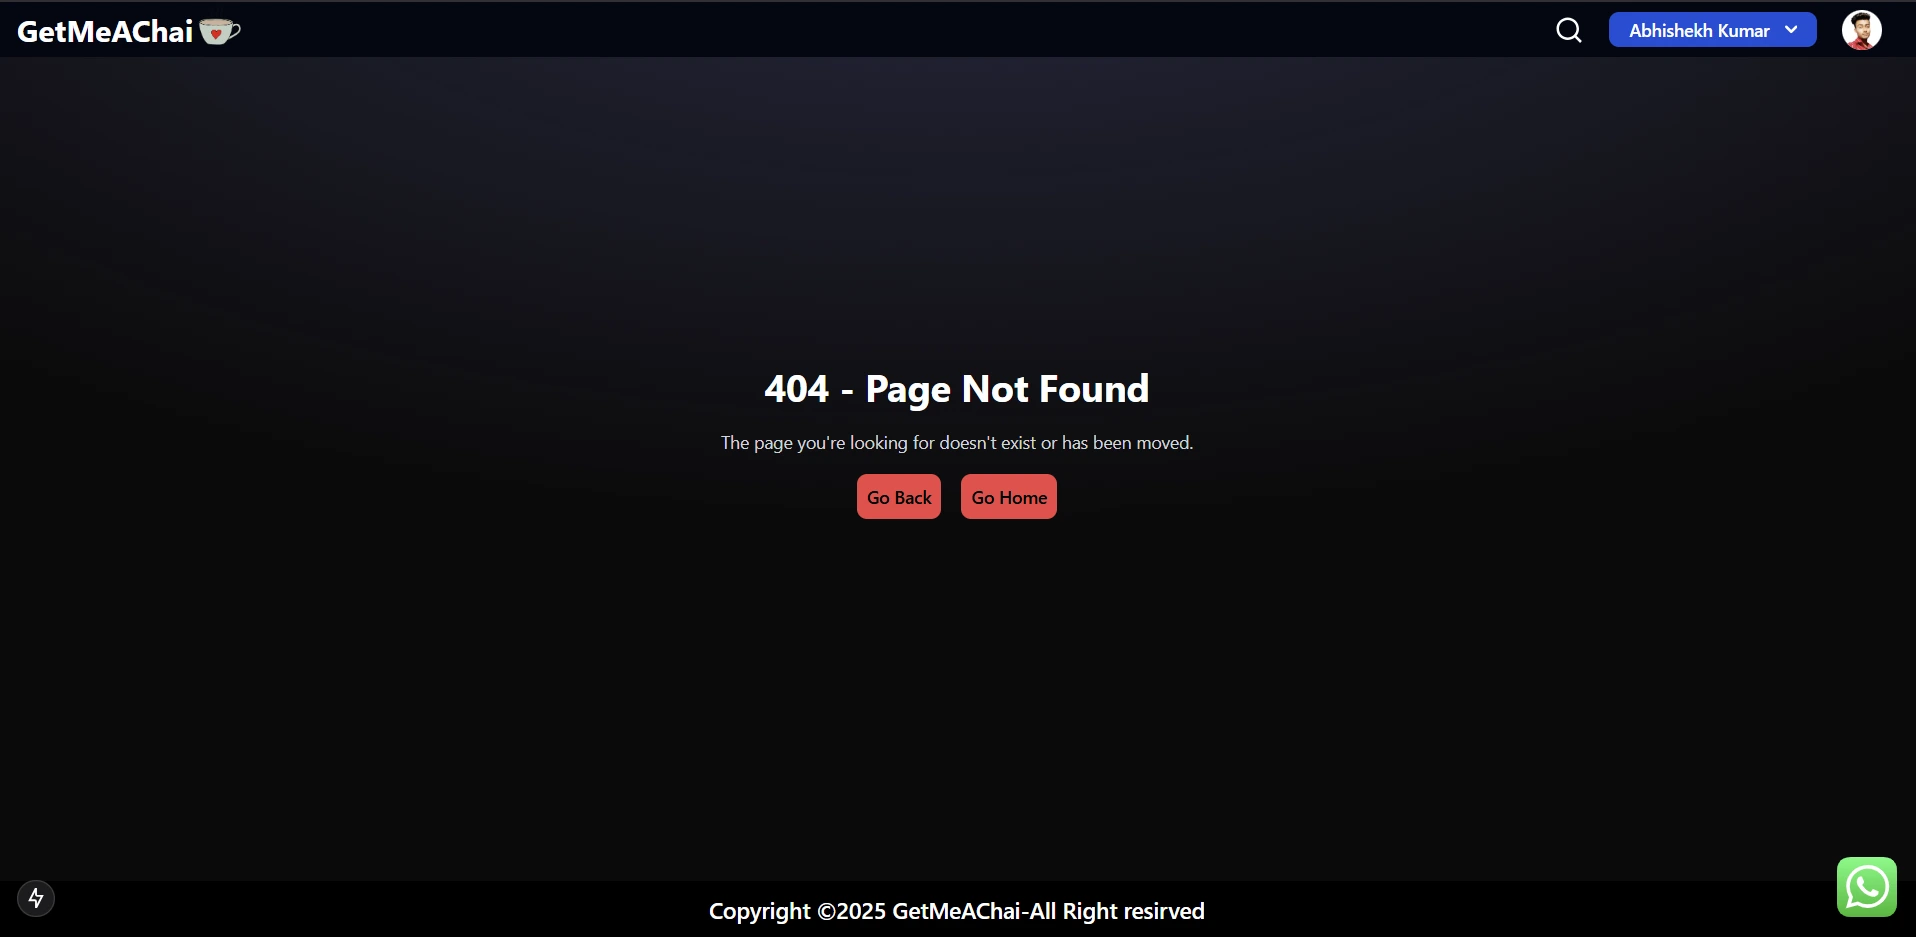 GetMeAChai
Abhishekh Kumar
404 - Page Not Found
The page you're looking for doesn't exist or has been moved.
Go Back
Go Home
Copyright ©2025 GetMeAChai-All Right resirved